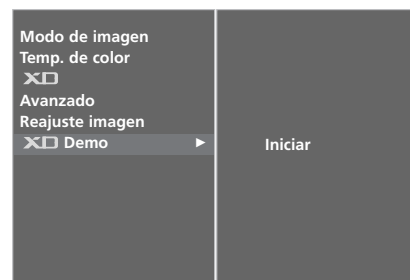 Modo de imagen
Temp. de color
XD
Avanzado
Reajuste imagen
XD Demo ►
Iniciar